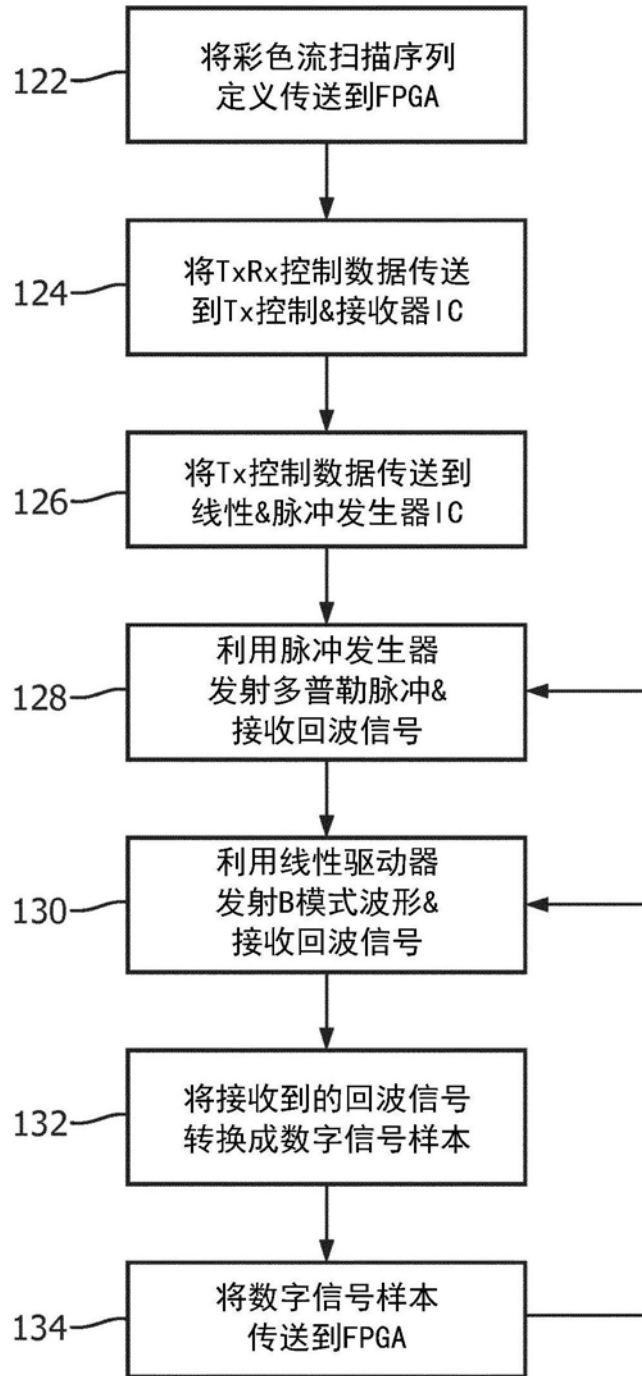 122
将彩色流扫描序列
定义传送到FPGA
124
将TxRx控制数据传送
到Tx控制&接收器IC
126
将Tx控制数据传送到
线性&脉冲发生器IC
128
利用脉冲发生器
发射多普勒脉冲&
接收回波信号
130
利用线性驱动器
发射B模式波形&
接收回波信号
132
将接收到的回波信号
转换成数字信号样本
134
将数字信号样本
传送到FPGA